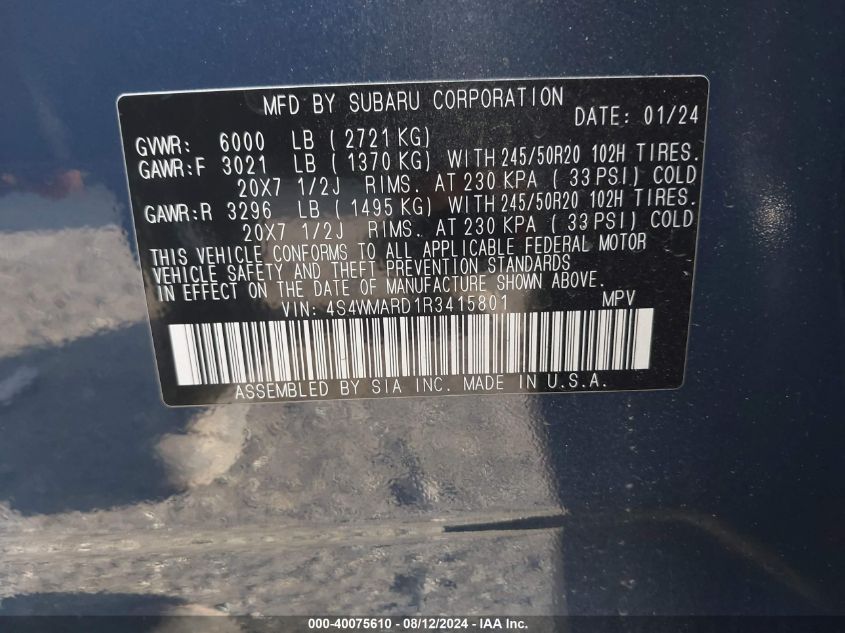 MFD BY SUBARU CORPORATION
DATE: 01/24
GVWR: 6000 LB ( 2721 KG)
GAWR:F 3021 LB ( 1370 KG) WITH 245/50R20 102H TIRES.
20X7 1/2J RIMS. AT 230 KPA ( 33 PSI) COLD
GAWR:R 3296 LB ( 1495 KG) WITH 245/50R20 102H TIRES.
20X7 1/2J RIMS. AT 230 KPA ( 33 PSI) COLD
THIS VEHICLE CONFORMS TO ALL APPLICABLE FEDERAL MOTOR
VEHICLE SAFETY AND THEFT PREVENTION STANDARDS
IN EFFECT ON THE DATE OF MANUFACTURE SHOWN ABOVE.
VIN: 4S4WMARD1R3415801 MPV
ASSEMBLED BY SIA INC. MADE IN U.S.A.
000-40075610 - 08/12/2024 - IAA Inc.